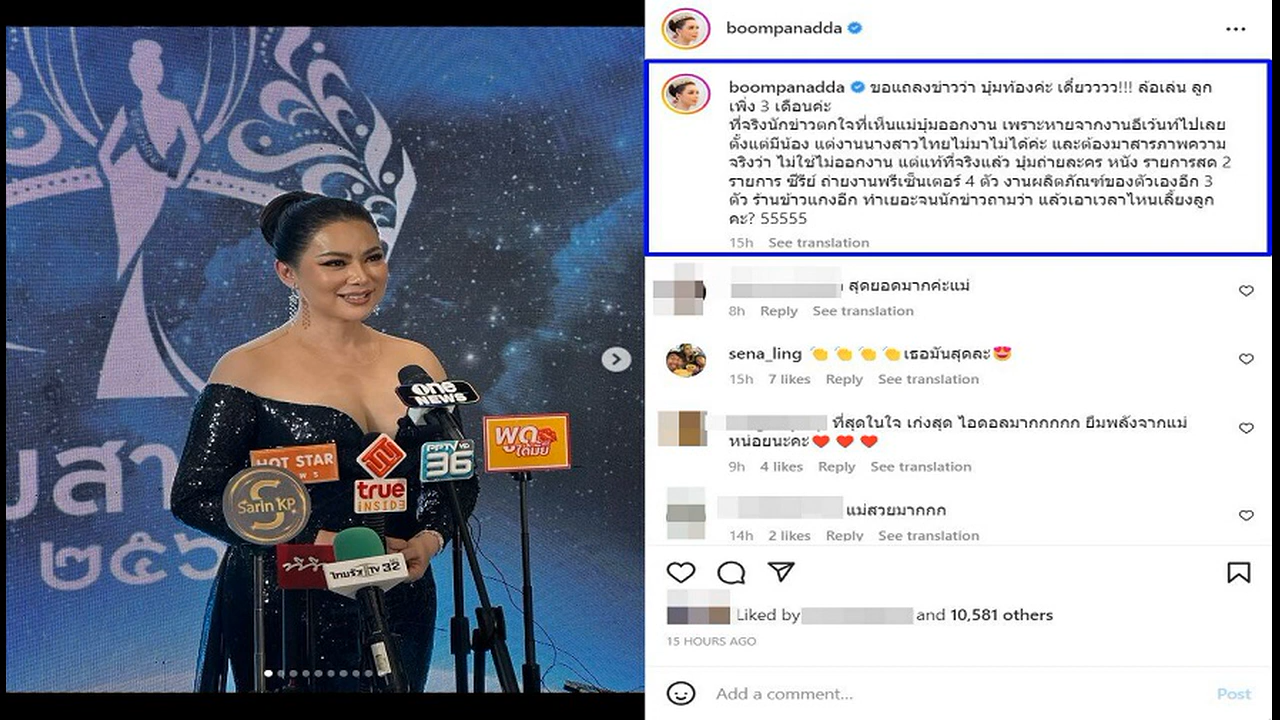 ยสา
๒๕๖
one
NEWS
HOT STAR
NEWS
Sarin KP
true
INSIDE
PPTV HD
36
พูด
ได้มั้ย
ไทยรัฐ TV 32
boompanadda
boompanadda ขอแถลงข่าวว่า บุ๋มท้องค่ะ เดี๋ยวววว!!! ล้อเล่น ลูก
เพิ่ง 3 เดือนค่ะ
ที่จริงนักข่าวตกใจที่เห็นแม่บุ๋มออกงาน เพราะหายจากงานอีเว้นท์ไปเลย
ตั้งแต่มีน้อง แต่งานนางสาวไทยไม่มาไม่ได้ค่ะ และต้องมาสารภาพความ
จริงว่า ไม่ใช่ไม่ออกงาน แต่แท้ที่จริงแล้ว บุ่มถ่ายละคร หนัง รายการสด 2
รายการ ซีรีย์ ถ่ายงานพรีเซ็นเตอร์ 4 ตัว งานผลิตภัณฑ์ของตัวเองอีก 3
ตัว ร้านข้าวแกงอีก ทำเยอะจนนักข่าวถามว่า แล้วเอาเวลาไหนเลี้ยงลูก
คะ? 55555
15h See translation
สุดยอดมากค่ะแม่
8h Reply See translation
sena_ling 👏👏👏👏เธอมันสุดละ😍
15h 7 likes Reply See translation
ที่สุดในใจ เก่งสุด ไอดอลมากกกกก ยืมพลังจากแม่
หน่อยนะคะ❤️❤️❤️
9h 4 likes Reply See translation
แม่สวยมากกก
14h 2 likes Reply See translation
Liked by and 10,581 others
15 HOURS AGO
Add a comment...
Post